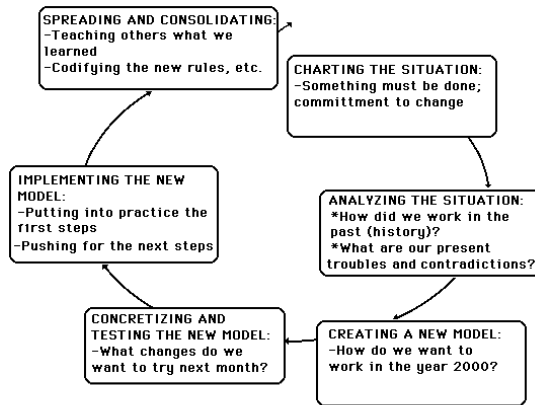 SPREADING AND CONSOLIDATING:
-Teaching others what we
learned
-Codifying the new rules, etc.
CHARTING THE SITUATION:
-Something must be done;
committment to change
ANALYZING THE SITUATION:
*How did we work in the
past (history)?
*What are our present
troubles and contradictions?
CREATING A NEW MODEL:
-How do we want to
work in the year 2000?
CONCRETIZING AND
TESTING THE NEW MODEL:
-What changes do we
want to try next month?
IMPLEMENTING THE NEW
MODEL:
-Putting into practice the
first steps
-Pushing for the next steps